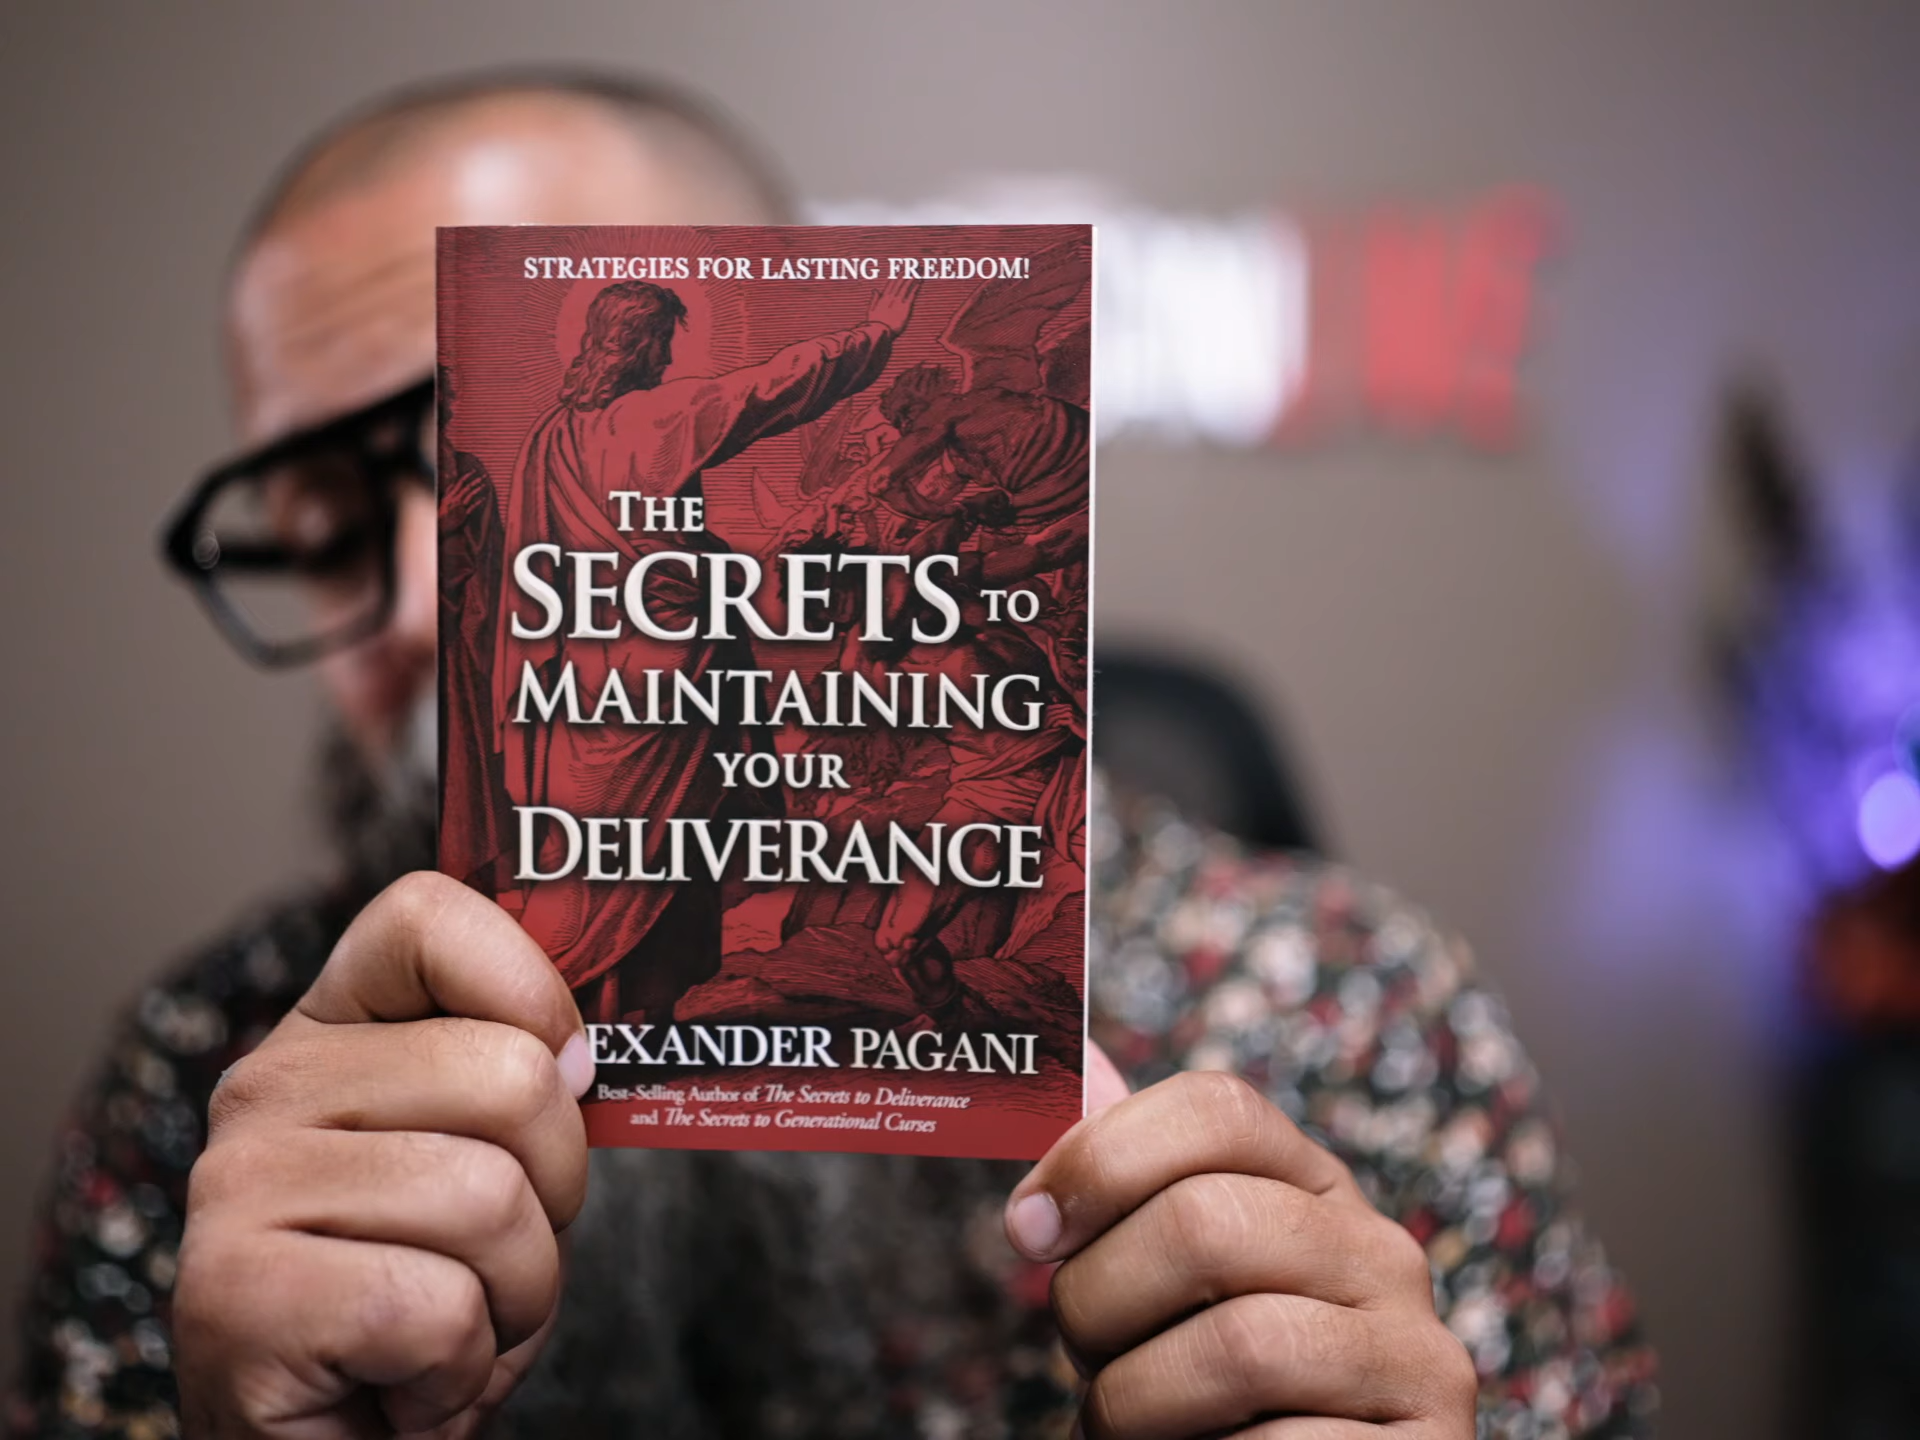 STRATEGIES FOR LASTING FREEDOM!
THE
SECRETS TO
MAINTAINING
YOUR
DELIVERANCE
EXANDER PAGANI
Best-Selling Author of The Secrets to Deliverance
and The Secrets to Generational Curses